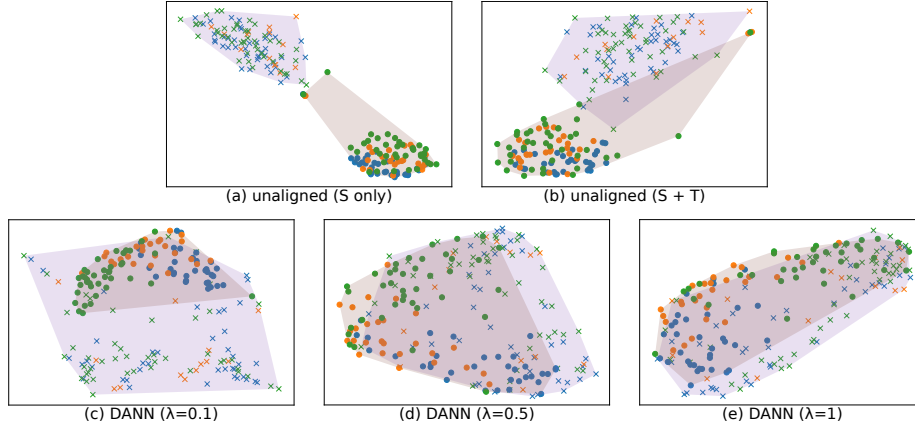 (a) unaligned (S only)
(b) unaligned (S + T)
(c) DANN (λ=0.1)
(d) DANN (λ=0.5)
(e) DANN (λ=1)